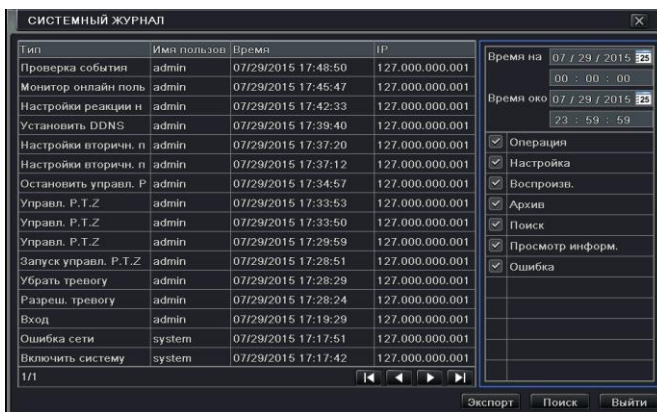 СИСТЕМНЫЙ ЖУРНАЛ
Тип Имя пользов Время IP
Проверка события admin 07/29/2015 17:48:50 127.000.000.001
Монитор онлайн поль admin 07/29/2015 17:45:47 127.000.000.001
Настройки реакции н admin 07/29/2015 17:42:33 127.000.000.001
Установить DDNS admin 07/29/2015 17:39:40 127.000.000.001
Настройки вторичн. п admin 07/29/2015 17:37:20 127.000.000.001
Настройки вторичн. п admin 07/29/2015 17:37:12 127.000.000.001
Остановить управл. P admin 07/29/2015 17:34:57 127.000.000.001
Управл. P.T.Z admin 07/29/2015 17:33:53 127.000.000.001
Управл. P.T.Z admin 07/29/2015 17:33:50 127.000.000.001
Управл. P.T.Z admin 07/29/2015 17:29:59 127.000.000.001
Запуск управл. P.T.Z admin 07/29/2015 17:28:51 127.000.000.001
Убрать тревогу admin 07/29/2015 17:28:29 127.000.000.001
Разреш. тревогу admin 07/29/2015 17:28:24 127.000.000.001
Вход admin 07/29/2015 17:19:29 127.000.000.001
Ошибка сети system 07/29/2015 17:17:51 127.000.000.001
Включить систему system 07/29/2015 17:17:42 127.000.000.001
1/1
Время на 07 / 29 / 2015 25
00 : 00 : 00
Время око 07 / 29 / 2015 25
23 : 59 : 59
Операция
Настройка
Воспроизв.
Архив
Поиск
Просмотр информ.
Ошибка
Экспорт Поиск Выйти